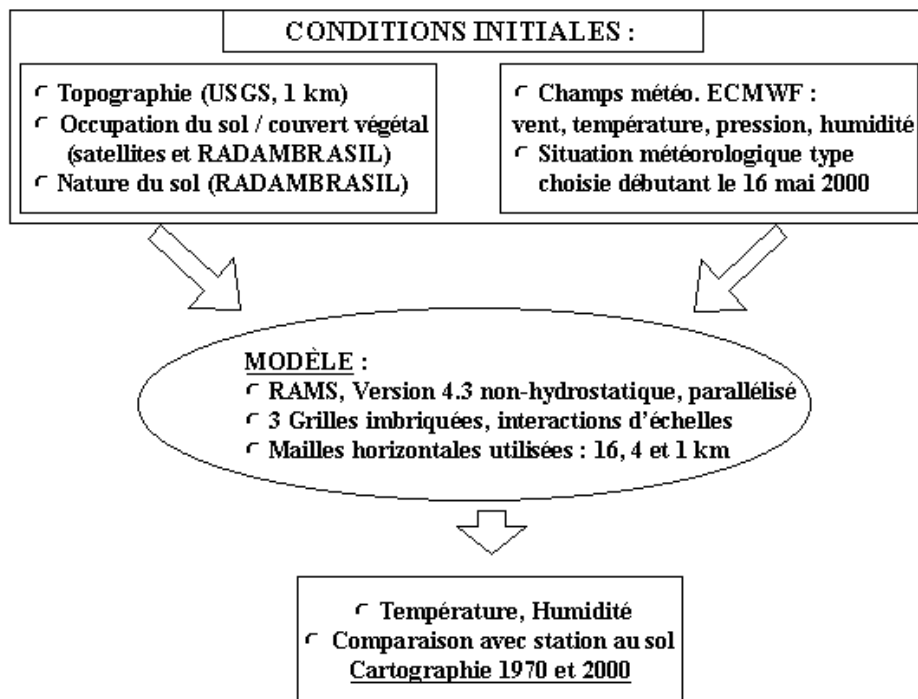 CONDITIONS INITIALES :
Topographie (USGS, 1 km)
Occupation du sol / couvert végétal
(satellites et RADAMBRASIL)
Nature du sol (RADAMBRASIL)
Champs météo. ECMWF :
vent, température, pression, humidité
Situation météorologique type
choisie débutant le 16 mai 2000
MODÈLE :
RAMS, Version 4.3 non-hydrostatique, parallélisé
3 Grilles imbriquées, interactions d'échelles
Mailles horizontales utilisées : 16, 4 et 1 km
Température, Humidité
Comparaison avec station au sol
Cartographie 1970 et 2000